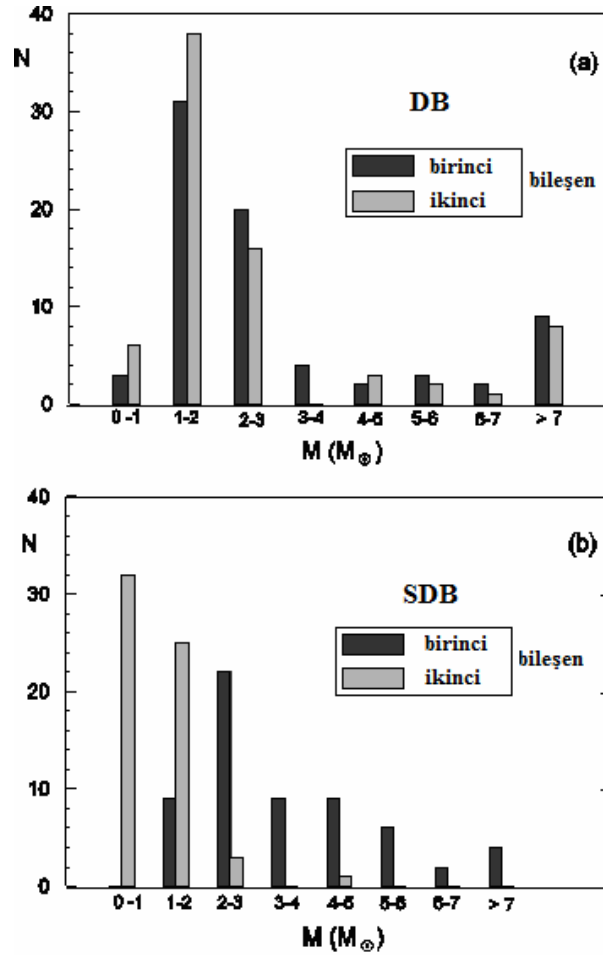 40
N
(a)
DB
30
birinci
bileşen
ikinci
20
10
0
0-1 1-2 2-3 3-4 4-5 5-6 6-7 > 7
M (M⊙)
40
N
(b)
SDB
30
birinci
bileşen
ikinci
20
10
0
0-1 1-2 2-3 3-4 4-5 5-6 6-7 > 7
M (M⊙)